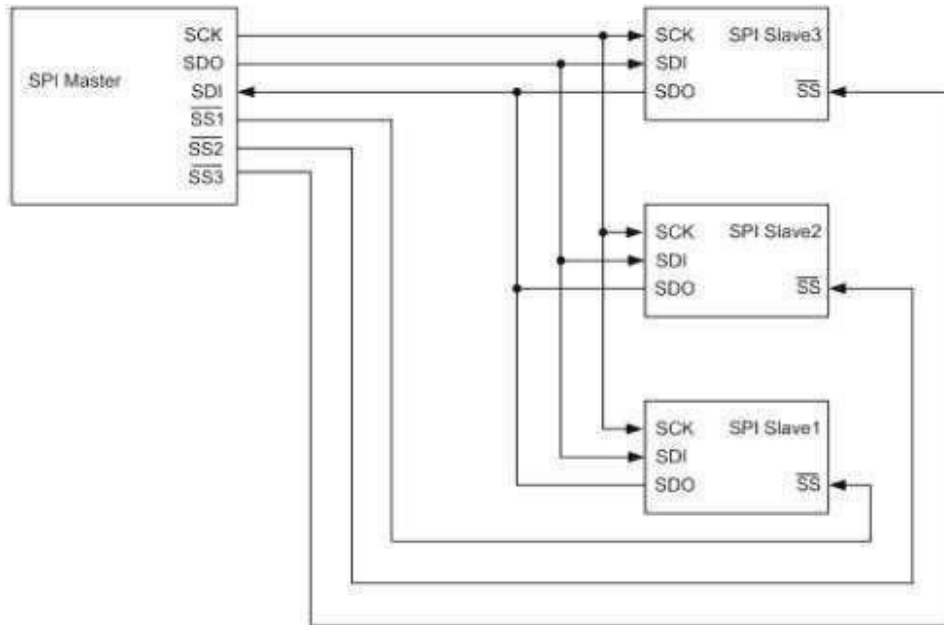 SPI Master
SCK
SDO
SDI
SS1
SS2
SS3
SCK SPI Slave3
SDI
SDO SS
SCK SPI Slave2
SDI
SDO SS
SCK SPI Slave1
SDI
SDO SS